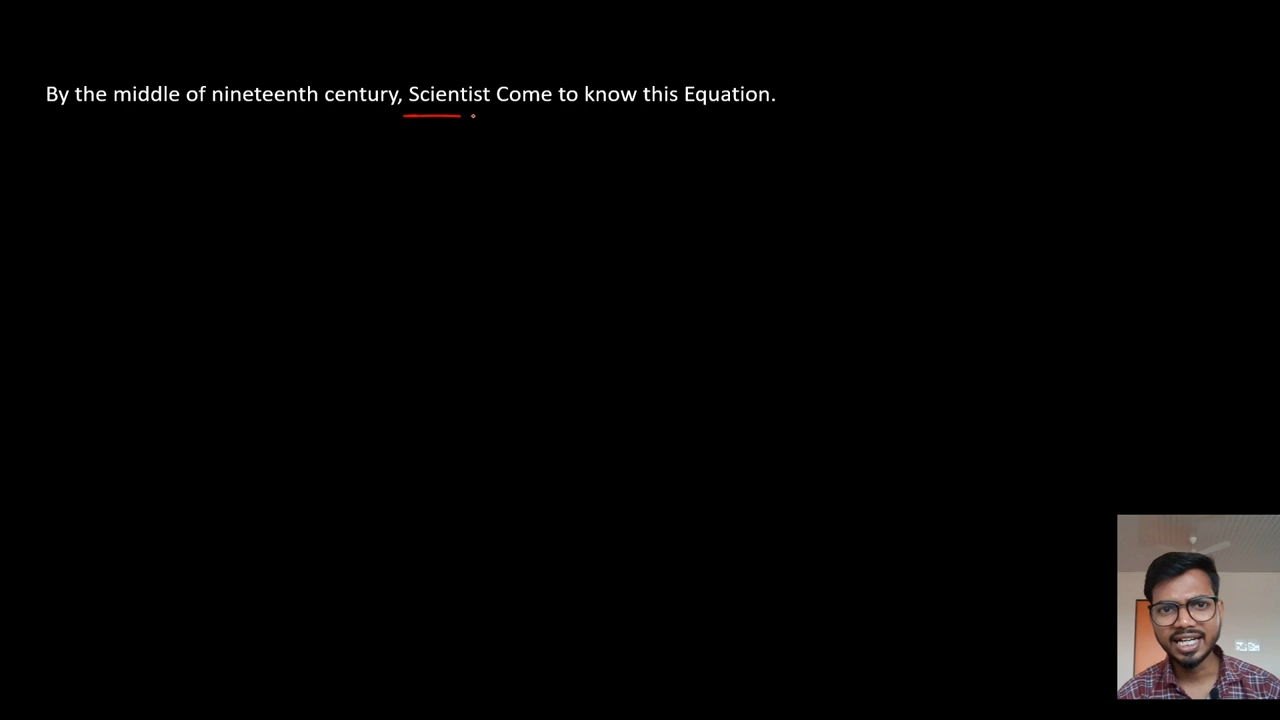 By the middle of nineteenth century, Scientist Come to know this Equation.